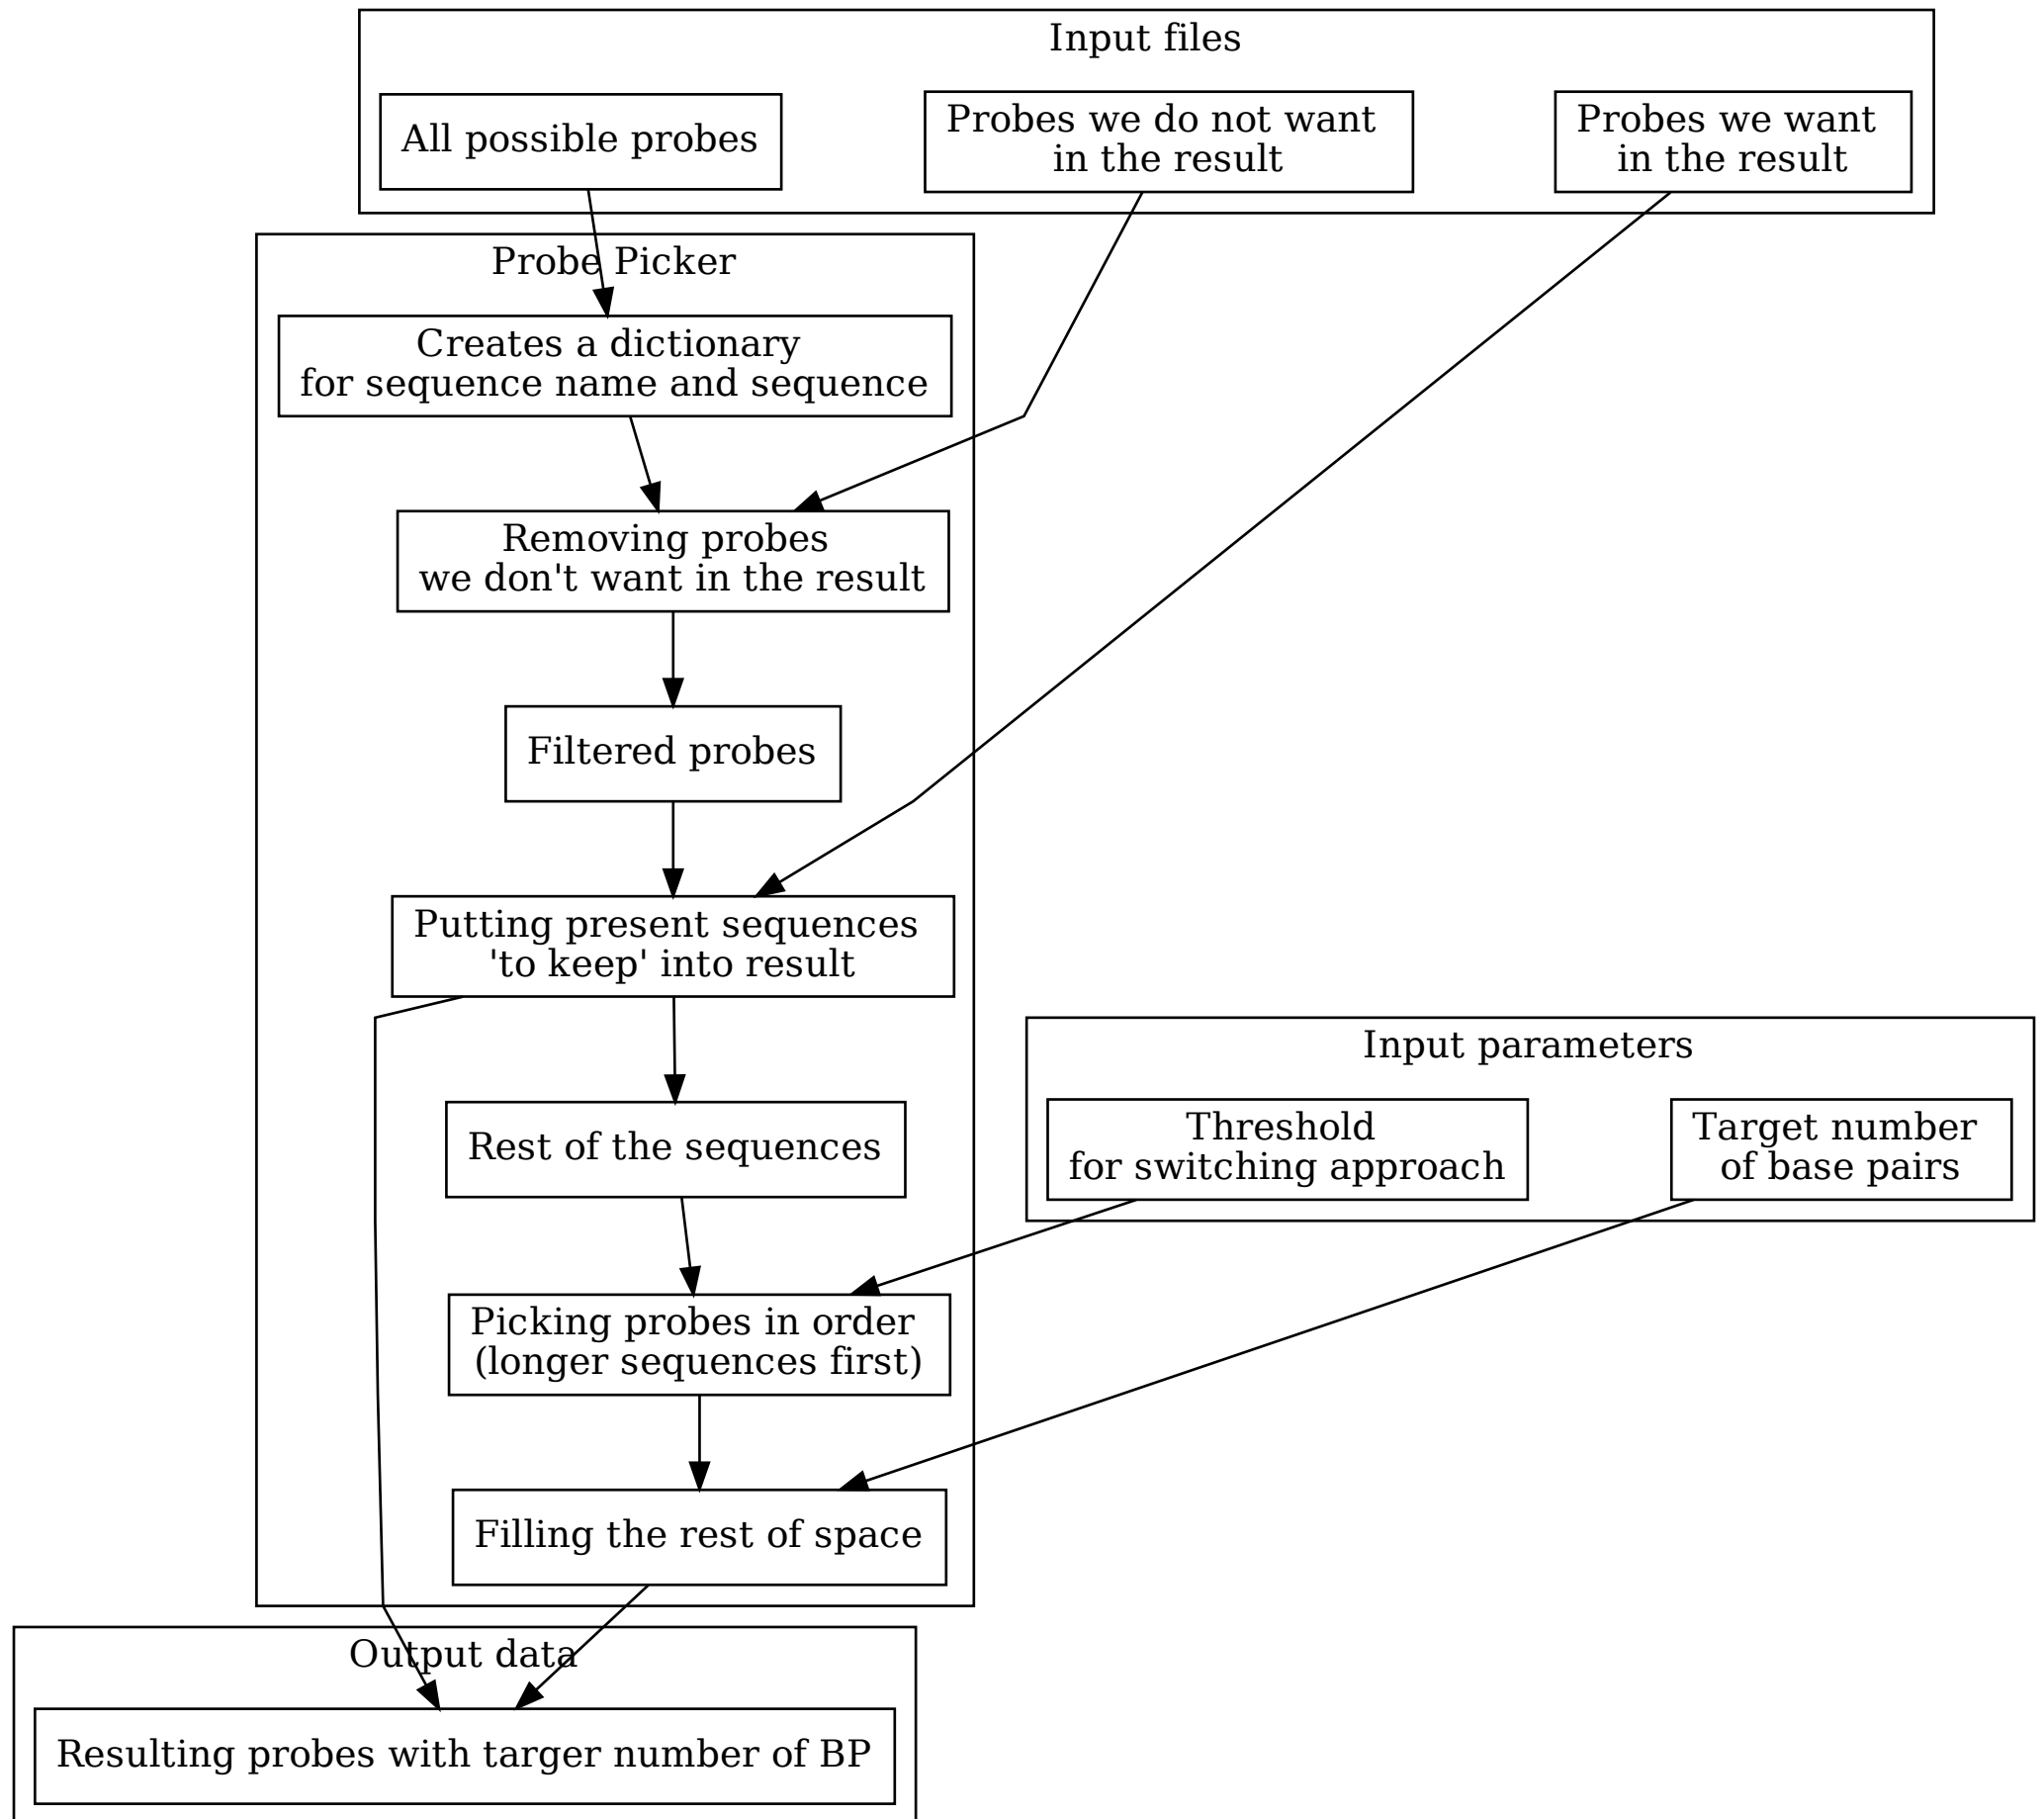 Input files
All possible probes
Probes we do not want
in the result
Probes we want
in the result
Probe Picker
Creates a dictionary
for sequence name and sequence
Removing probes
we don't want in the result
Filtered probes
Putting present sequences
'to keep' into result
Rest of the sequences
Input parameters
Threshold
for switching approach
Target number
of base pairs
Picking probes in order
(longer sequences first)
Filling the rest of space
Output data
Resulting probes with targer number of BP